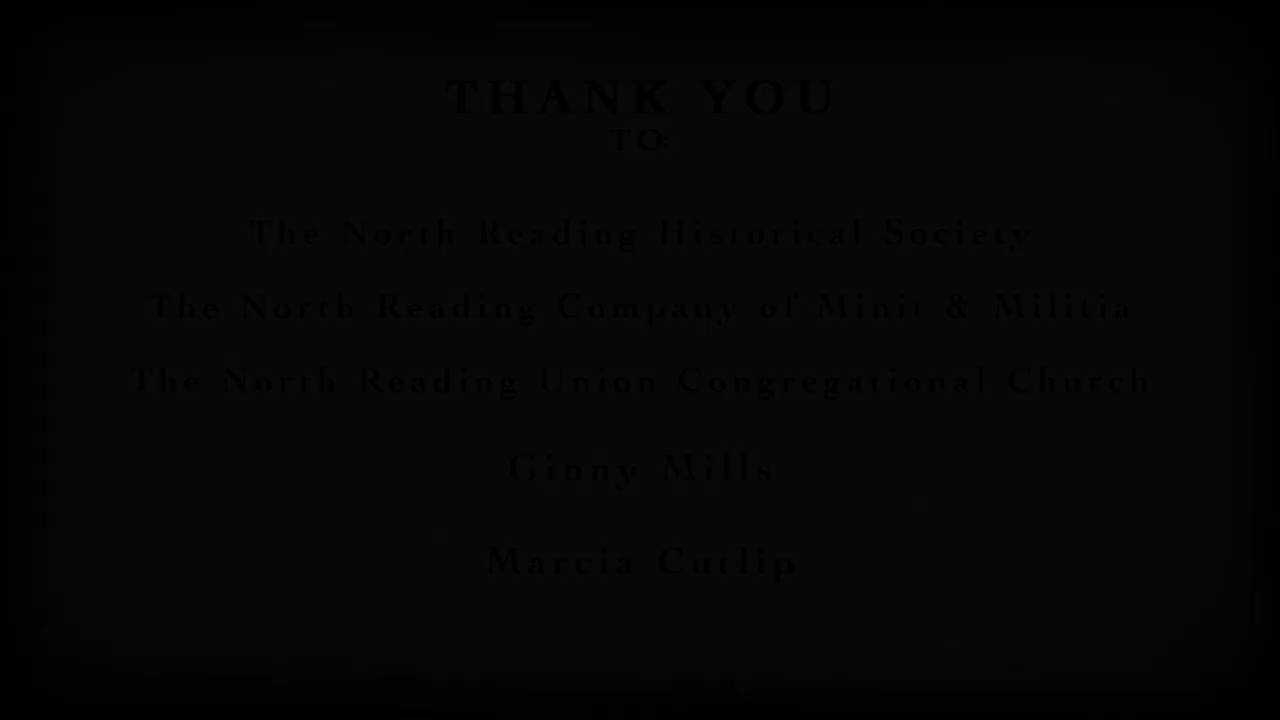 THANK YOU
TO:
The North Reading Historical Society
The North Reading Company of Minit & Militia
The North Reading Union Congregational Church
Ginny Mills
Marcia Cutlip